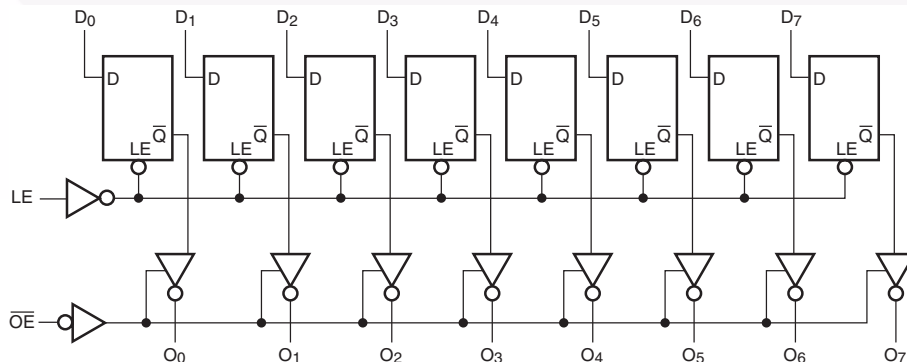 D0 D1 D2 D3 D4 D5 D6 D7
D D D D D D D D
Q̅ Q̅ Q̅ Q̅ Q̅ Q̅ Q̅ Q̅
LE LE LE LE LE LE LE LE
LE
O̅E̅
O0 O1 O2 O3 O4 O5 O6 O7